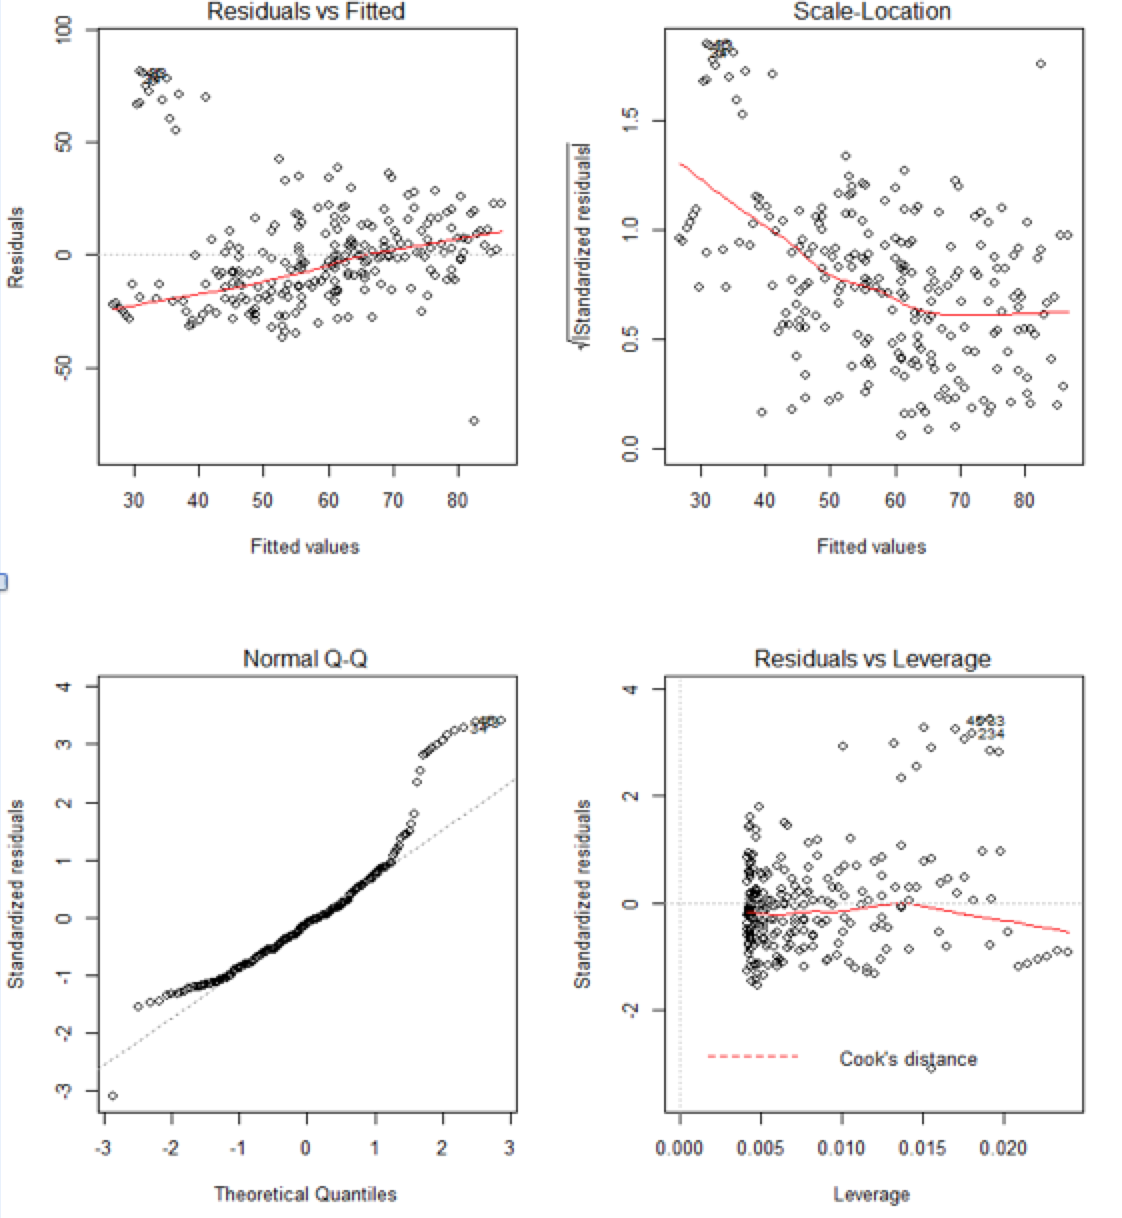 Residuals vs Fitted
100
50
0
-50
Residuals
30 40 50 60 70 80
Fitted values
Scale-Location
1.5
1.0
0.5
0.0
√|Standardized residuals|
30 40 50 60 70 80
Fitted values
Normal Q-Q
4
3
2
1
0
-1
-2
-3
Standardized residuals
-3 -2 -1 0 1 2 3
Theoretical Quantiles
Residuals vs Leverage
4
2
0
-2
Standardized residuals
234
Cook's distance
0.000 0.005 0.010 0.015 0.020
Leverage